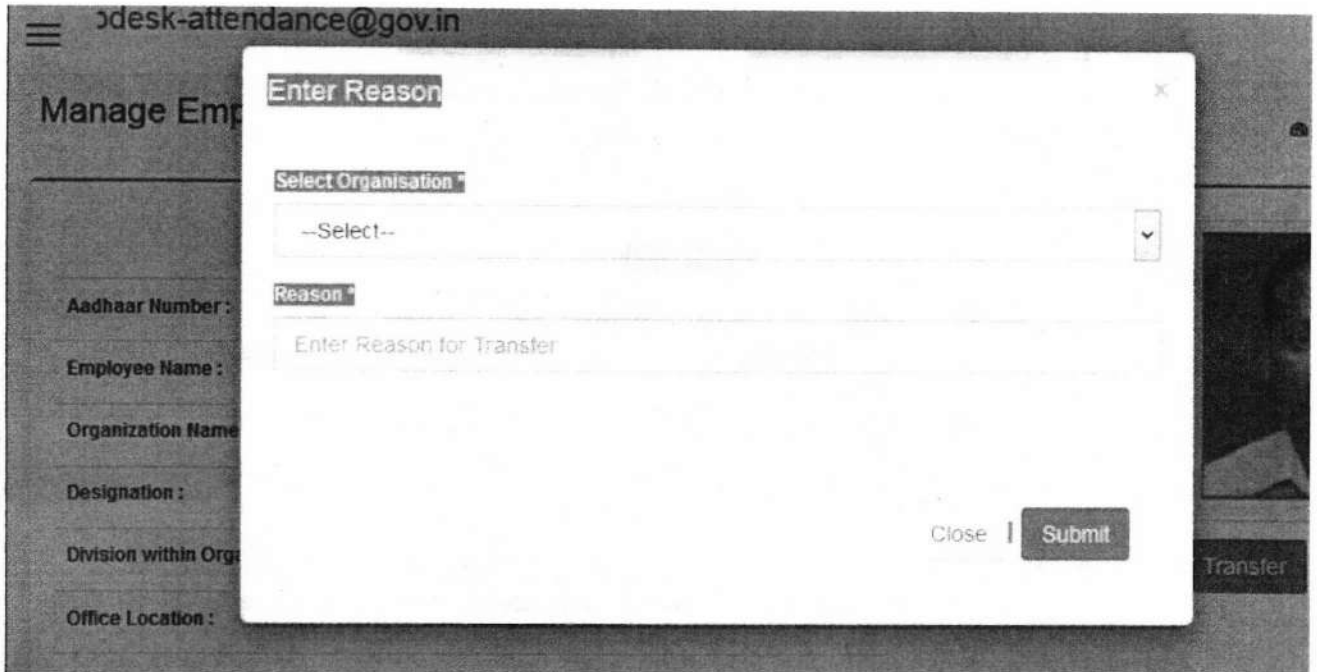 desk-attendance@gov.in
Manage Emp
Enter Reason
×
Select Organisation *
--Select--
Reason *
Enter Reason for Transfer
Aadhaar Number :
Employee Name :
Organization Name
Designation :
Division within Orga
Office Location :
Close
Submit
Transfer